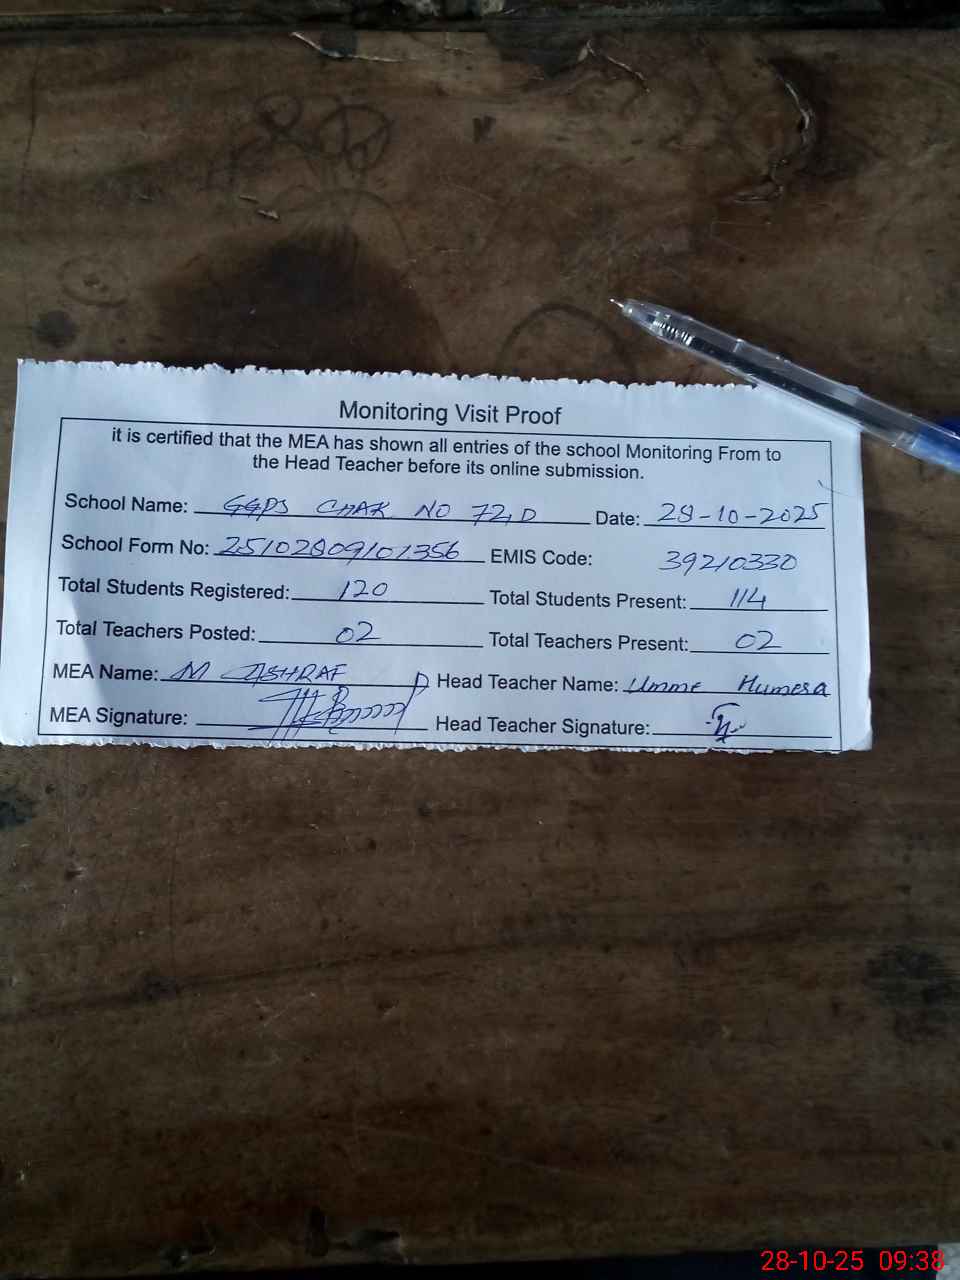 Monitoring Visit Proof
it is certified that the MEA has shown all entries of the school Monitoring From to
the Head Teacher before its online submission.
School Name: GGPS CHAK NO 72,D Date: 28-10-2025
School Form No: 25102809101356 EMIS Code: 39210330
Total Students Registered: 120 Total Students Present: 114
Total Teachers Posted: 02 Total Teachers Present: 02
MEA Name: M ASHRAF Head Teacher Name: Umme Humera
MEA Signature: Head Teacher Signature:
28-10-25 09:38